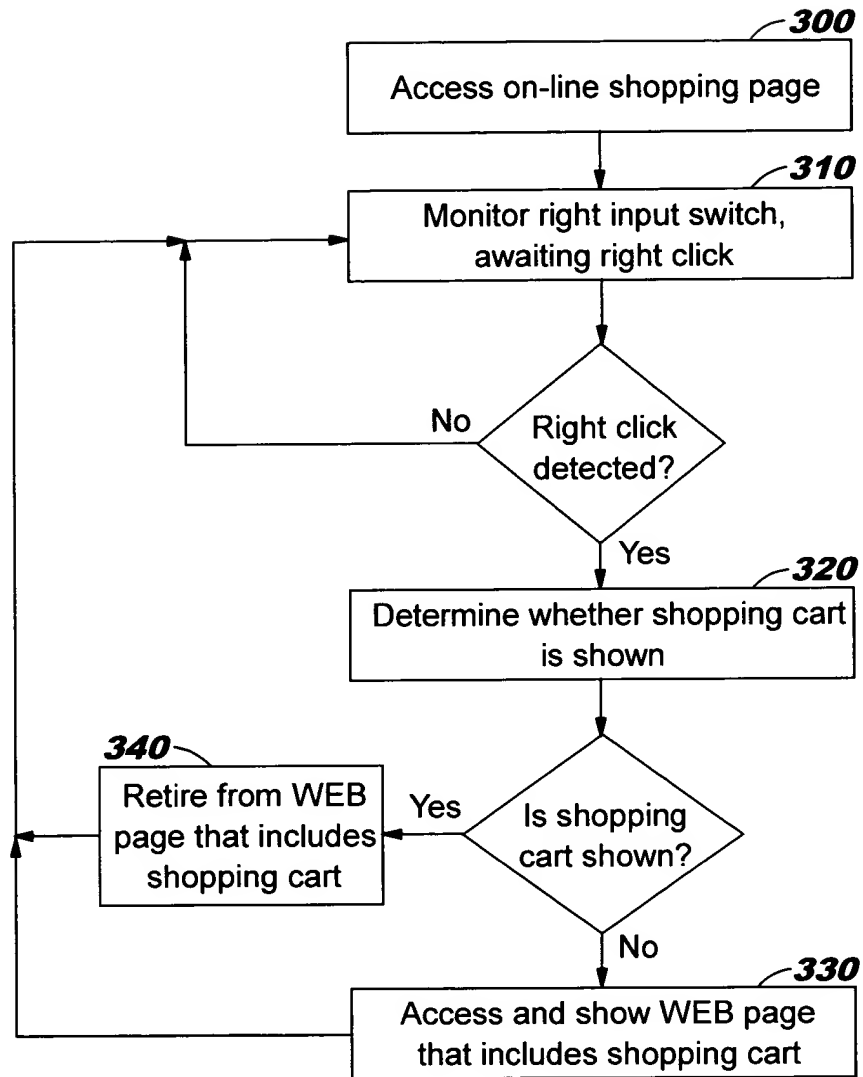 300
Access on-line shopping page
310
Monitor right input switch,
awaiting right click
No
Right click
detected?
Yes
320
Determine whether shopping cart
is shown
340
Retire from WEB
page that includes
shopping cart
Yes
Is shopping
cart shown?
No
330
Access and show WEB page
that includes shopping cart